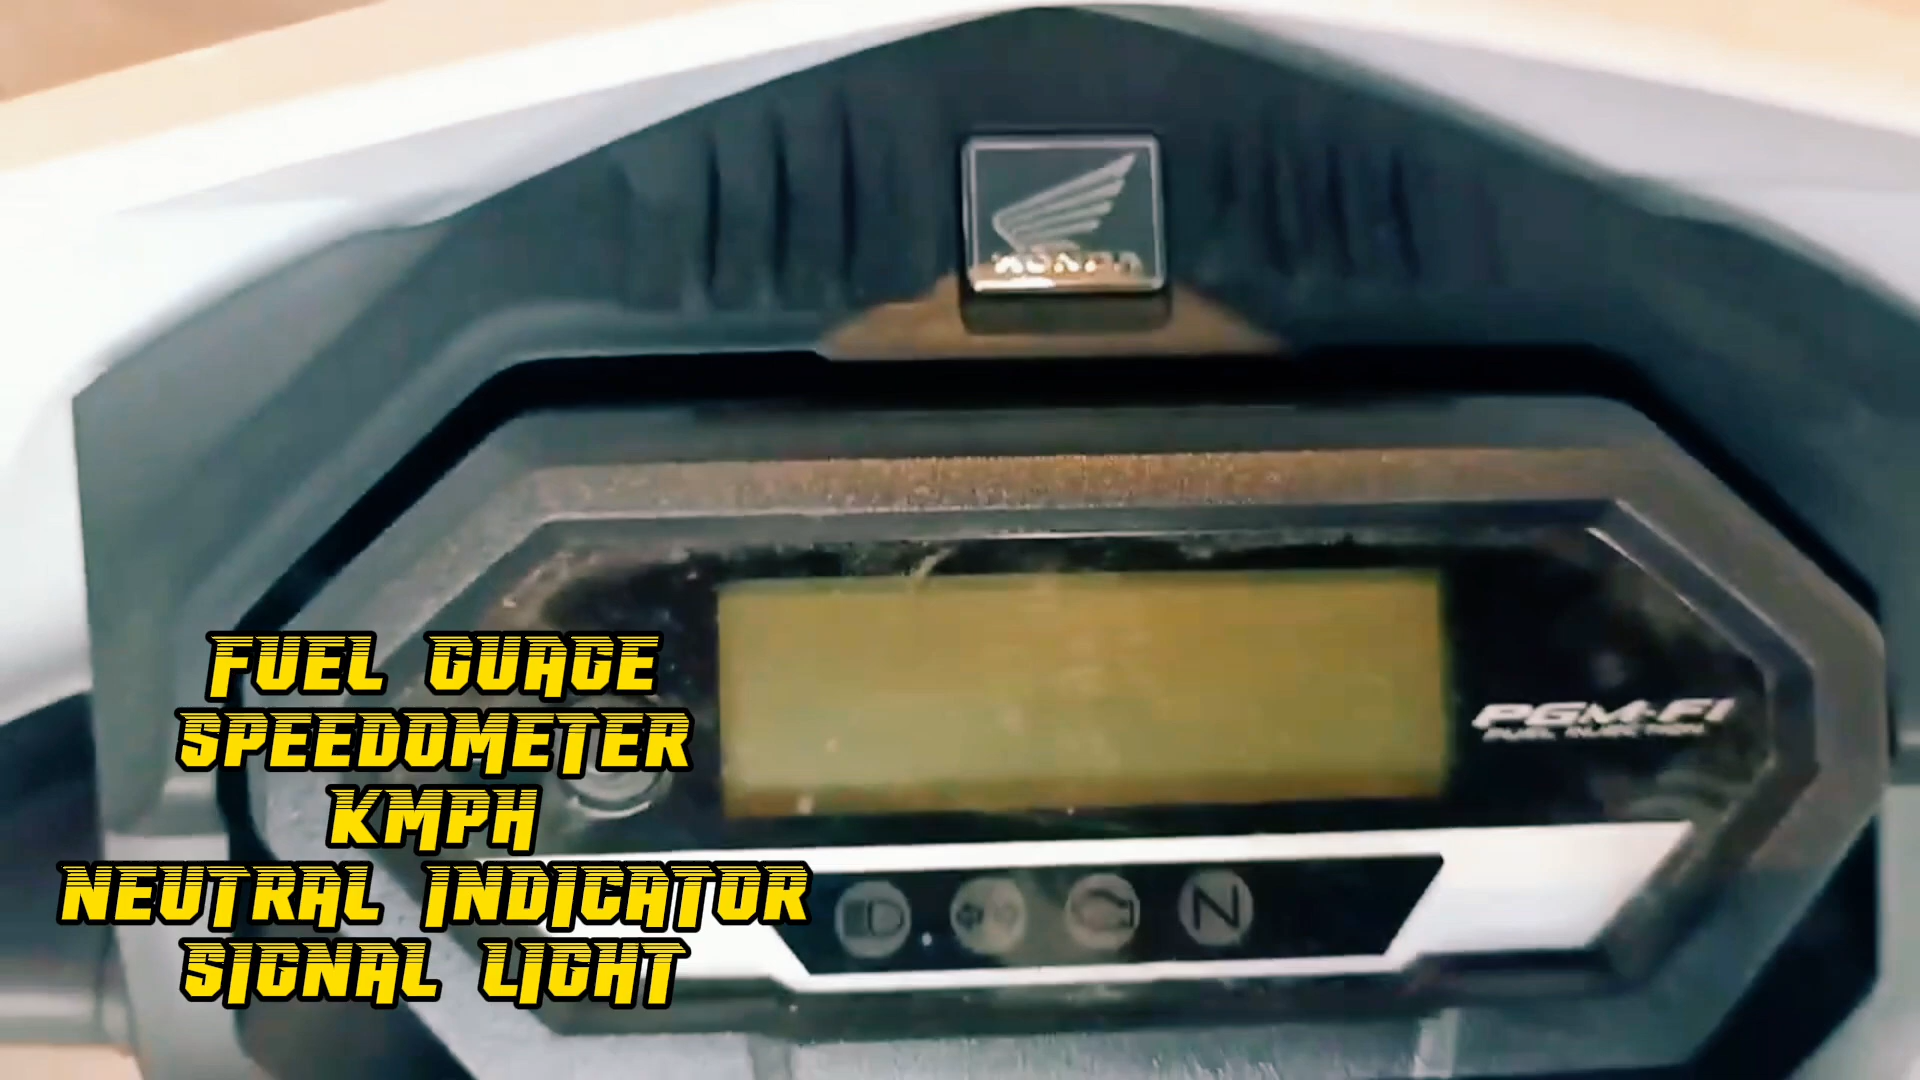 HONDA
PGM-FI
FUEL INJECTION
N
FUEL GUAGE
SPEEDOMETER
KMPH
NEUTRAL INDICATOR
SIGNAL LIGHT